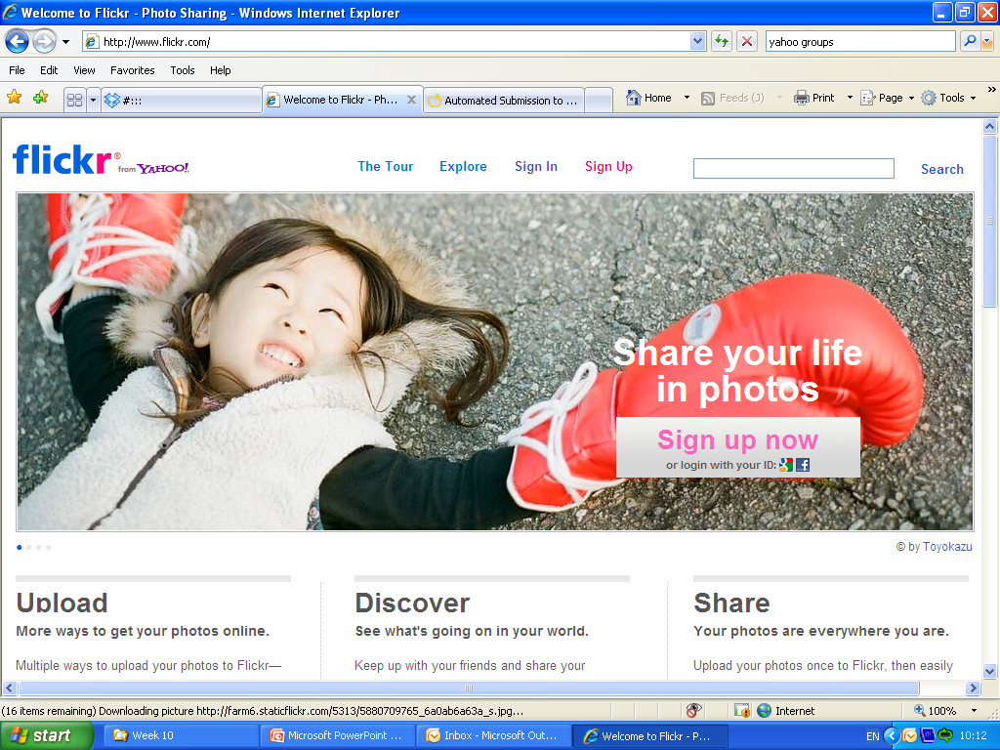 Welcome to Flickr - Photo Sharing - Windows Internet Explorer
http://www.flickr.com/
yahoo groups
File Edit View Favorites Tools Help
#:::
Welcome to Flickr - Ph...
Automated Submission to ...
Home
Feeds (J)
Print
Page
Tools
flickr® from YAHOO!
The Tour Explore Sign In Sign Up Search
Share your life
in photos
Sign up now
or login with your ID:
© by Toyokazu
Upload
More ways to get your photos online.
Multiple ways to upload your photos to Flickr—
Discover
See what's going on in your world.
Keep up with your friends and share your
Share
Your photos are everywhere you are.
Upload your photos once to Flickr, then easily
(16 items remaining) Downloading picture http://farm6.staticflickr.com/5313/5880709765_6a0ab6a63a_s.jpg...
Internet
100%
start
Week 10
Microsoft PowerPoint ...
Inbox - Microsoft Out...
Welcome to Flickr - P...
EN
10:12